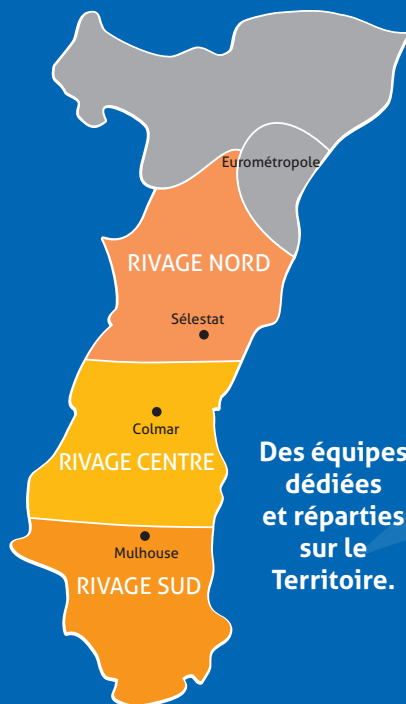 Eurométropole
RIVAGE NORD
Sélestat
Colmar
RIVAGE CENTRE
Des équipes
dédiées
et réparties
sur le
Territoire.
Mulhouse
RIVAGE SUD